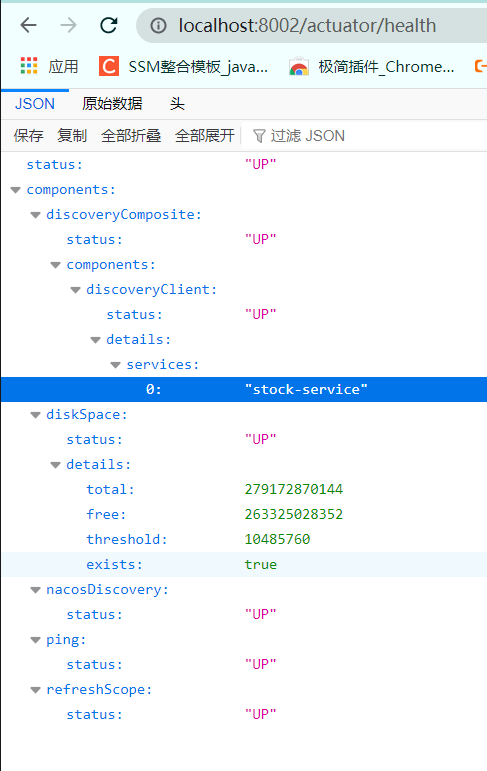 localhost:8002/actuator/health
应用 SSM整合模板_java... 极简插件_Chrome...
JSON 原始数据 头
保存 复制 全部折叠 全部展开 过滤 JSON
status: "UP"
components:
discoveryComposite:
status: "UP"
components:
discoveryClient:
status: "UP"
details:
services:
0: "stock-service"
diskSpace:
status: "UP"
details:
total: 279172870144
free: 263325028352
threshold: 10485760
exists: true
nacosDiscovery:
status: "UP"
ping:
status: "UP"
refreshScope:
status: "UP"